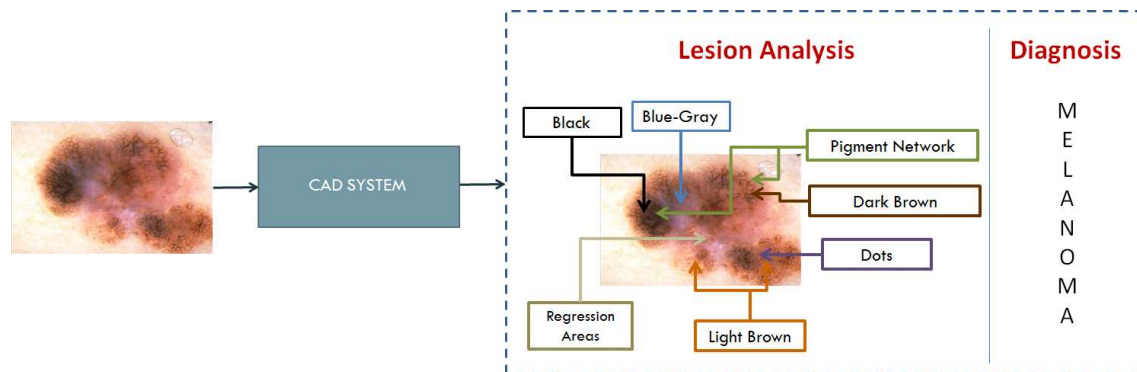 Lesion Analysis
Diagnosis
CAD SYSTEM
Black
Blue-Gray
Pigment Network
Dark Brown
Dots
Regression
Areas
Light Brown
M
E
L
A
N
O
M
A